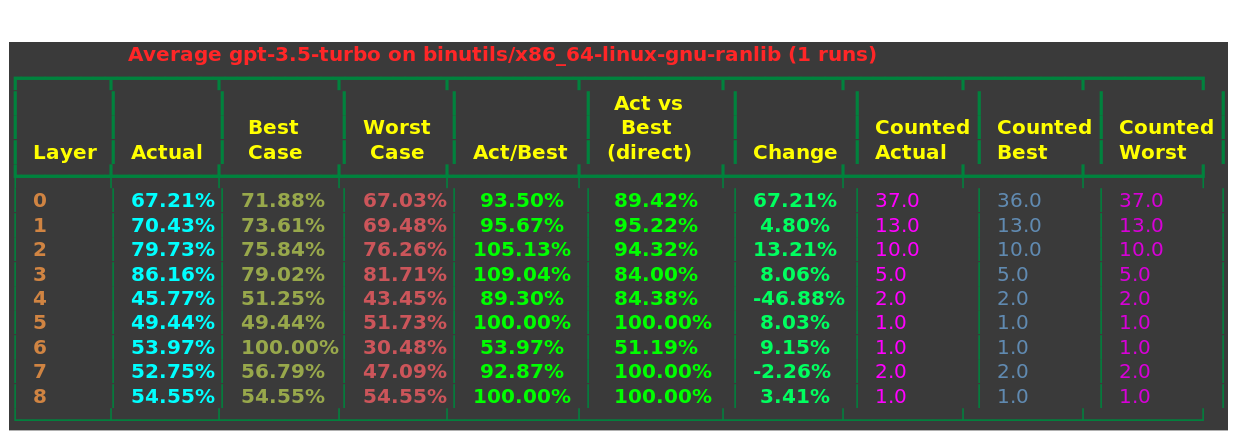 Average gpt-3.5-turbo on binutils/x86_64-linux-gnu-ranlib (1 runs)
Act vs
Best Worst Best Counted Counted Counted
Layer Actual Case Case Act/Best (direct) Change Actual Best Worst
0 67.21% 71.88% 67.03% 93.50% 89.42% 67.21% 37.0 36.0 37.0
1 70.43% 73.61% 69.48% 95.67% 95.22% 4.80% 13.0 13.0 13.0
2 79.73% 75.84% 76.26% 105.13% 94.32% 13.21% 10.0 10.0 10.0
3 86.16% 79.02% 81.71% 109.04% 84.00% 8.06% 5.0 5.0 5.0
4 45.77% 51.25% 43.45% 89.30% 84.38% -46.88% 2.0 2.0 2.0
5 49.44% 49.44% 51.73% 100.00% 100.00% 8.03% 1.0 1.0 1.0
6 53.97% 100.00% 30.48% 53.97% 51.19% 9.15% 1.0 1.0 1.0
7 52.75% 56.79% 47.09% 92.87% 100.00% -2.26% 2.0 2.0 2.0
8 54.55% 54.55% 54.55% 100.00% 100.00% 3.41% 1.0 1.0 1.0